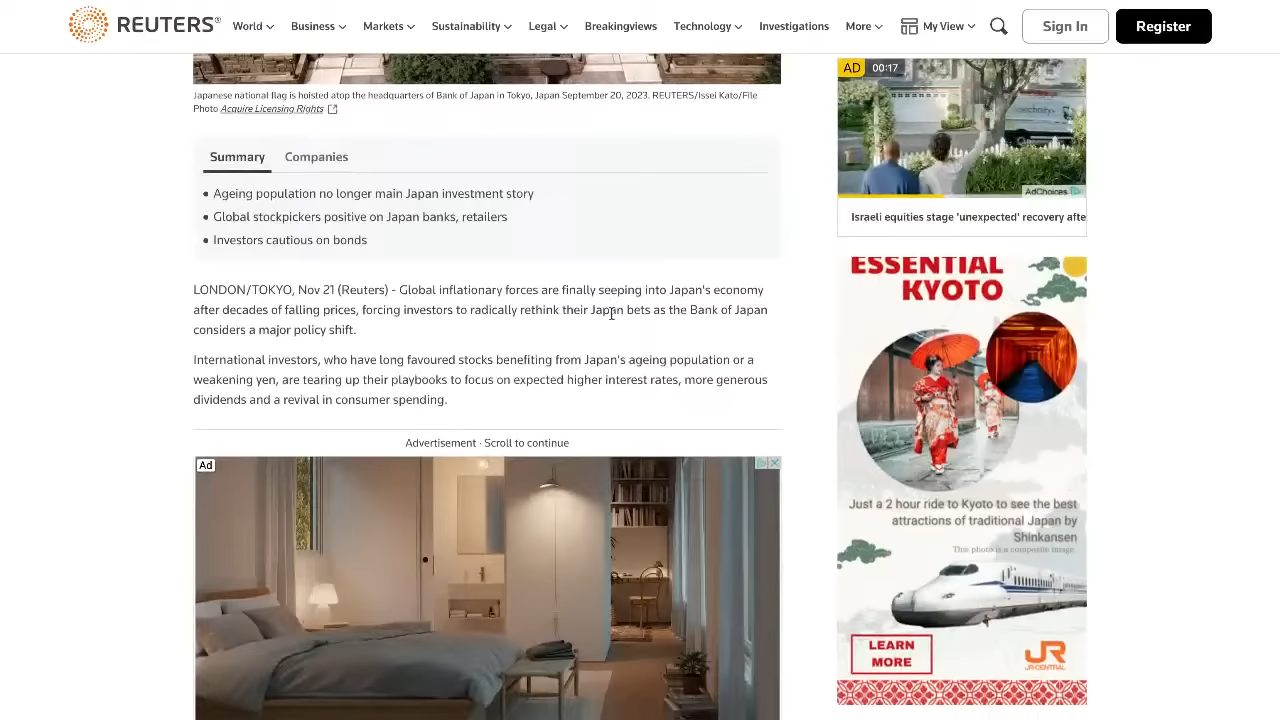 REUTERS®
World
Business
Markets
Sustainability
Legal
Breakingviews
Technology
Investigations
More
My View
Sign In
Register
Japanese national flag is hoisted atop the headquarters of Bank of Japan in Tokyo, Japan September 20, 2023. REUTERS/Issei Kato/File
Photo Acquire Licensing Rights
Summary
Companies
Ageing population no longer main Japan investment story
Global stockpickers positive on Japan banks, retailers
Investors cautious on bonds
LONDON/TOKYO, Nov 21 (Reuters) - Global inflationary forces are finally seeping into Japan's economy
after decades of falling prices, forcing investors to radically rethink their Japan bets as the Bank of Japan
considers a major policy shift.
International investors, who have long favoured stocks benefiting from Japan's ageing population or a
weakening yen, are tearing up their playbooks to focus on expected higher interest rates, more generous
dividends and a revival in consumer spending.
Advertisement · Scroll to continue
Ad
AD 00:17
AdChoices
Israeli equities stage 'unexpected' recovery afte
ESSENTIAL
KYOTO
Just a 2 hour ride to Kyoto to see the best
attractions of traditional Japan by
Shinkansen
This photo is a composite image.
LEARN
MORE
JR-CENTRAL